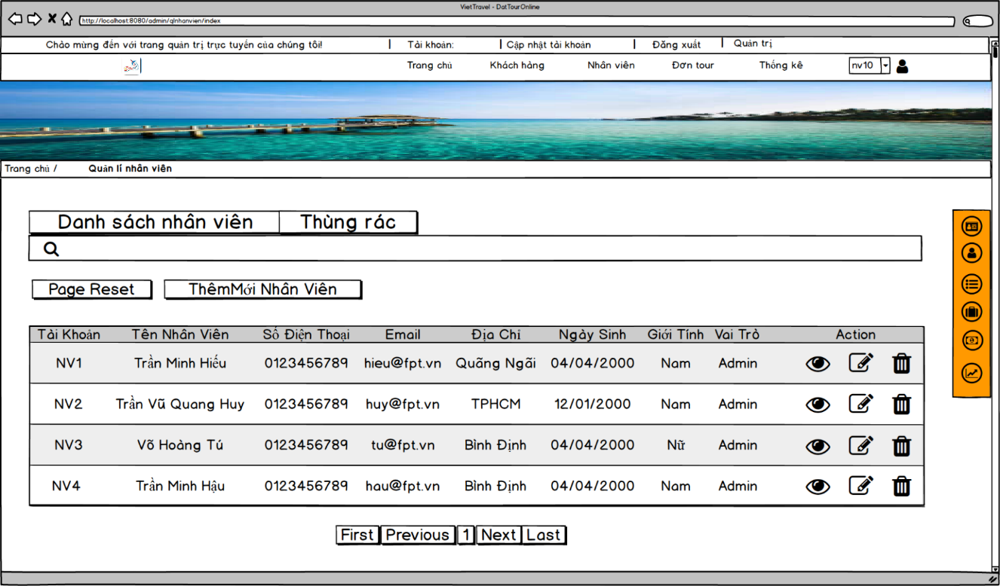 VietTravel - DatTourOnline
http://localhost:8080/admin/qlnhanvien/index
Chào mừng đến với trang quản trị trực tuyến của chúng tôi! | Tài khoản: | Cập nhật tài khoản | Đăng xuất | Quản trị
Trang chủ Khách hàng Nhân viên Đơn tour Thống kê nv10
Trang chủ / Quản lí nhân viên
Danh sách nhân viên Thùng rác
Page Reset ThêmMới Nhân Viên
Tài Khoản Tên Nhân Viên Số Điện Thoại Email Địa Chỉ Ngày Sinh Giới Tính Vai Trò Action
NV1 Trần Minh Hiếu 0123456789 hieu@fpt.vn Quãng Ngãi 04/04/2000 Nam Admin
NV2 Trần Vũ Quang Huy 0123456789 huy@fpt.vn TPHCM 12/01/2000 Nam Admin
NV3 Võ Hoàng Tú 0123456789 tu@fpt.vn Bình Định 04/04/2000 Nữ Admin
NV4 Trần Minh Hậu 0123456789 hau@fpt.vn Bình Định 04/04/2000 Nam Admin
First Previous 1 Next Last